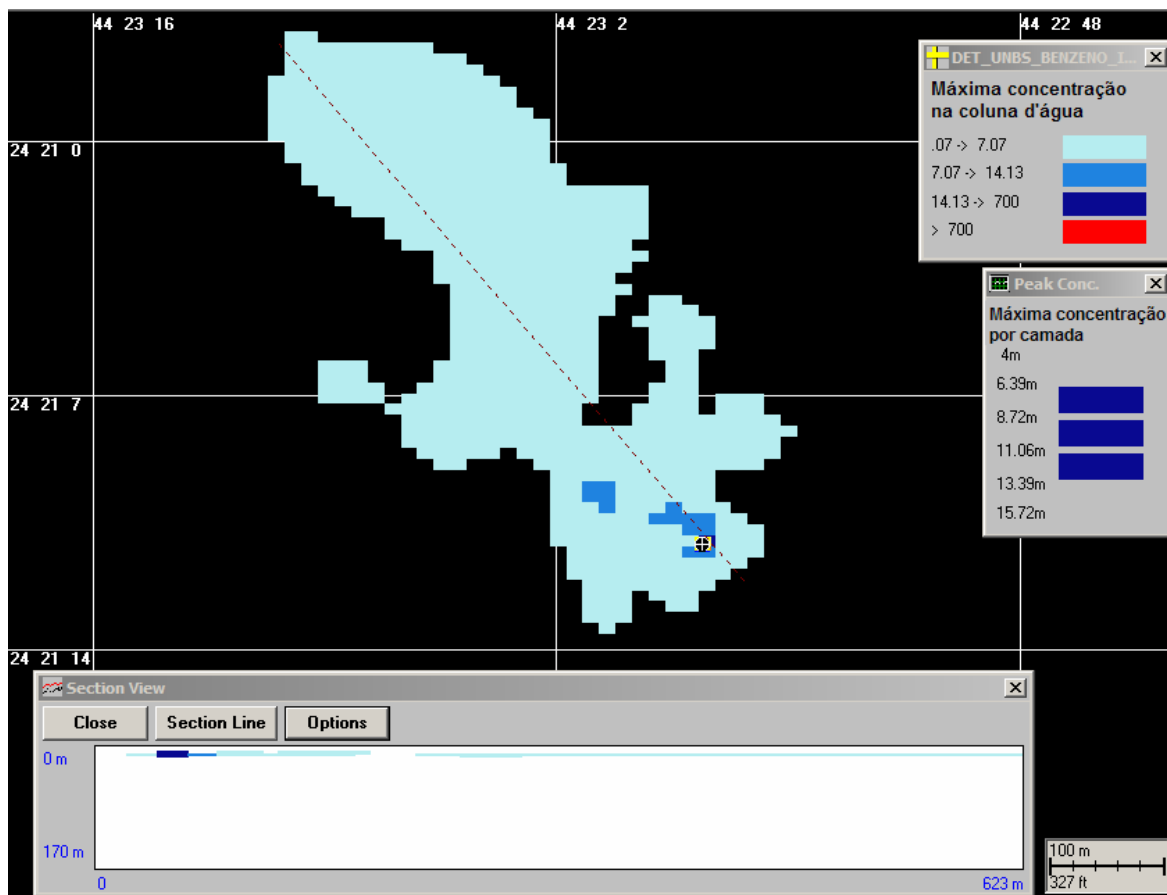 44 23 16
44 23 2
44 22 48
DET_UNBS_BENZENO_I...
Máxima concentração
na coluna d'água
.07 -> 7.07
7.07 -> 14.13
14.13 -> 700
> 700
24 21 0
Peak Conc.
Máxima concentração
por camada
4m
6.39m
8.72m
11.06m
13.39m
15.72m
24 21 7
24 21 14
Section View
Close
Section Line
Options
0 m
170 m
0
623 m
100 m
327 ft